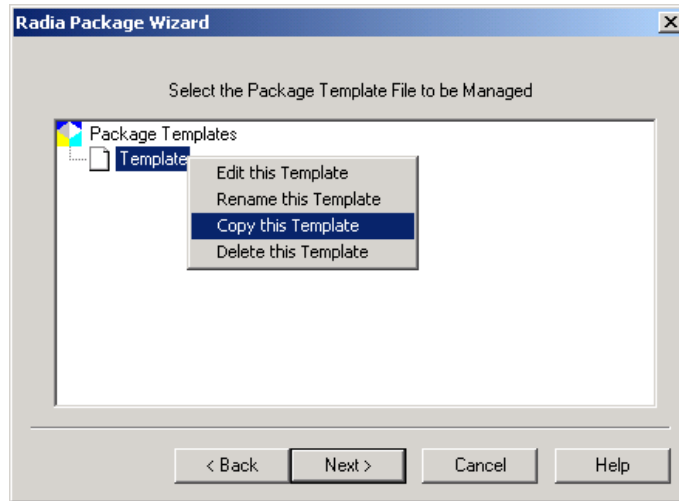 Radia Package Wizard
Select the Package Template File to be Managed
Package Templates
Template
Edit this Template
Rename this Template
Copy this Template
Delete this Template
< Back
Next >
Cancel
Help